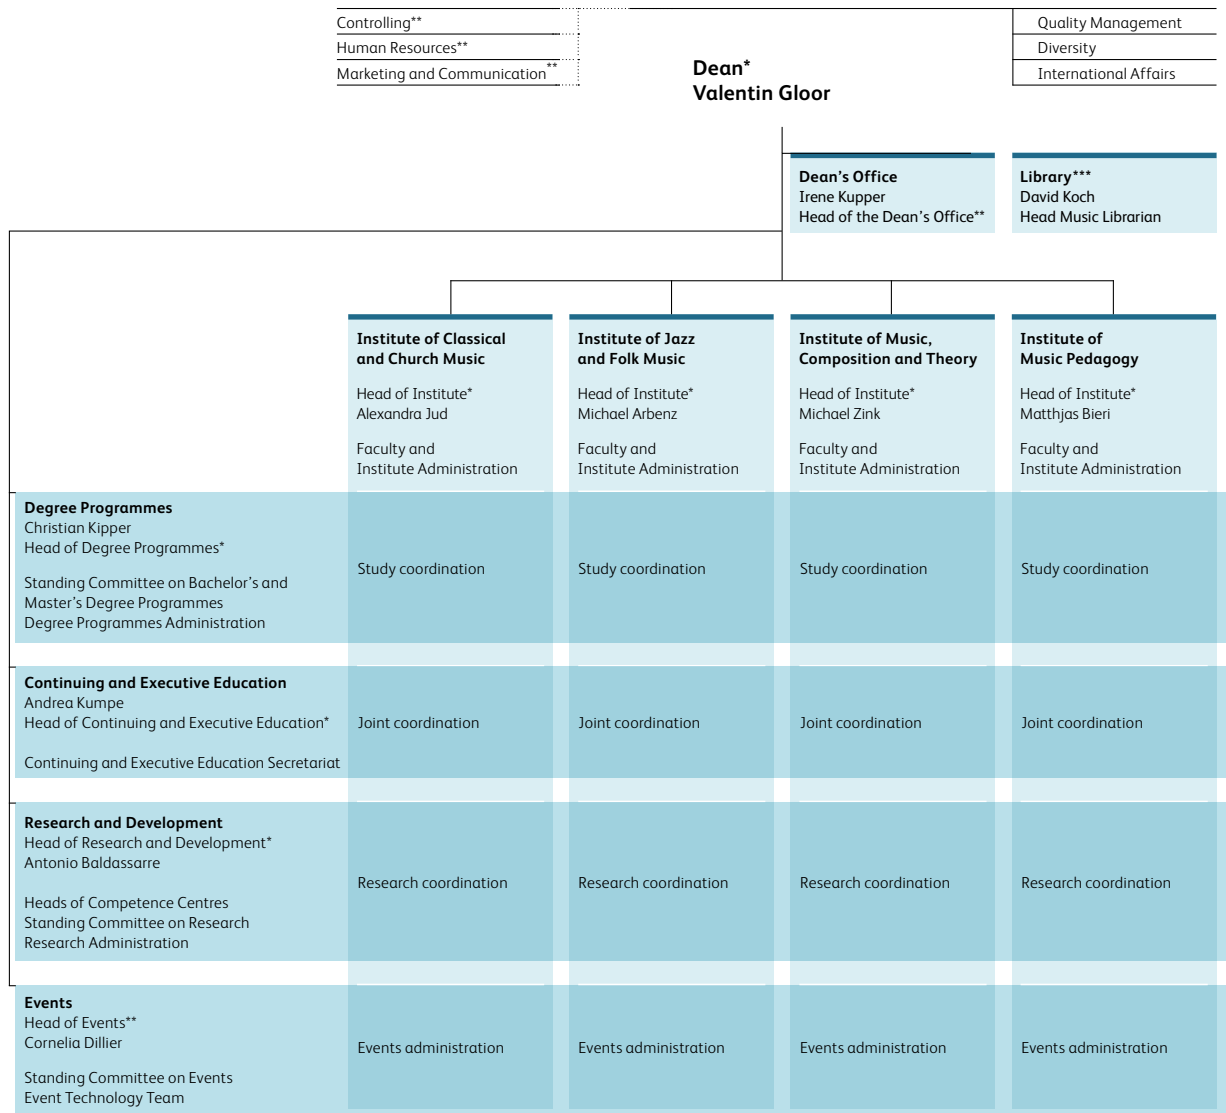 Controlling**
Human Resources**
Marketing and Communication**
Quality Management
Diversity
International Affairs
Dean*
Valentin Gloor
Dean's Office
Irene Kupper
Head of the Dean's Office**
Library***
David Koch
Head Music Librarian
Institute of Classical
and Church Music
Head of Institute*
Alexandra Jud
Faculty and
Institute Administration
Institute of Jazz
and Folk Music
Head of Institute*
Michael Arbenz
Faculty and
Institute Administration
Institute of Music,
Composition and Theory
Head of Institute*
Michael Zink
Faculty and
Institute Administration
Institute of
Music Pedagogy
Head of Institute*
Matthjas Bieri
Faculty and
Institute Administration
Degree Programmes
Christian Kipper
Head of Degree Programmes*
Standing Committee on Bachelor's and
Master's Degree Programmes
Degree Programmes Administration
Study coordination
Study coordination
Study coordination
Study coordination
Continuing and Executive Education
Andrea Kumpe
Head of Continuing and Executive Education*
Continuing and Executive Education Secretariat
Joint coordination
Joint coordination
Joint coordination
Joint coordination
Research and Development
Head of Research and Development*
Antonio Baldassarre
Heads of Competence Centres
Standing Committee on Research
Research Administration
Research coordination
Research coordination
Research coordination
Research coordination
Events
Head of Events**
Cornelia Dillier
Standing Committee on Events
Event Technology Team
Events administration
Events administration
Events administration
Events administration